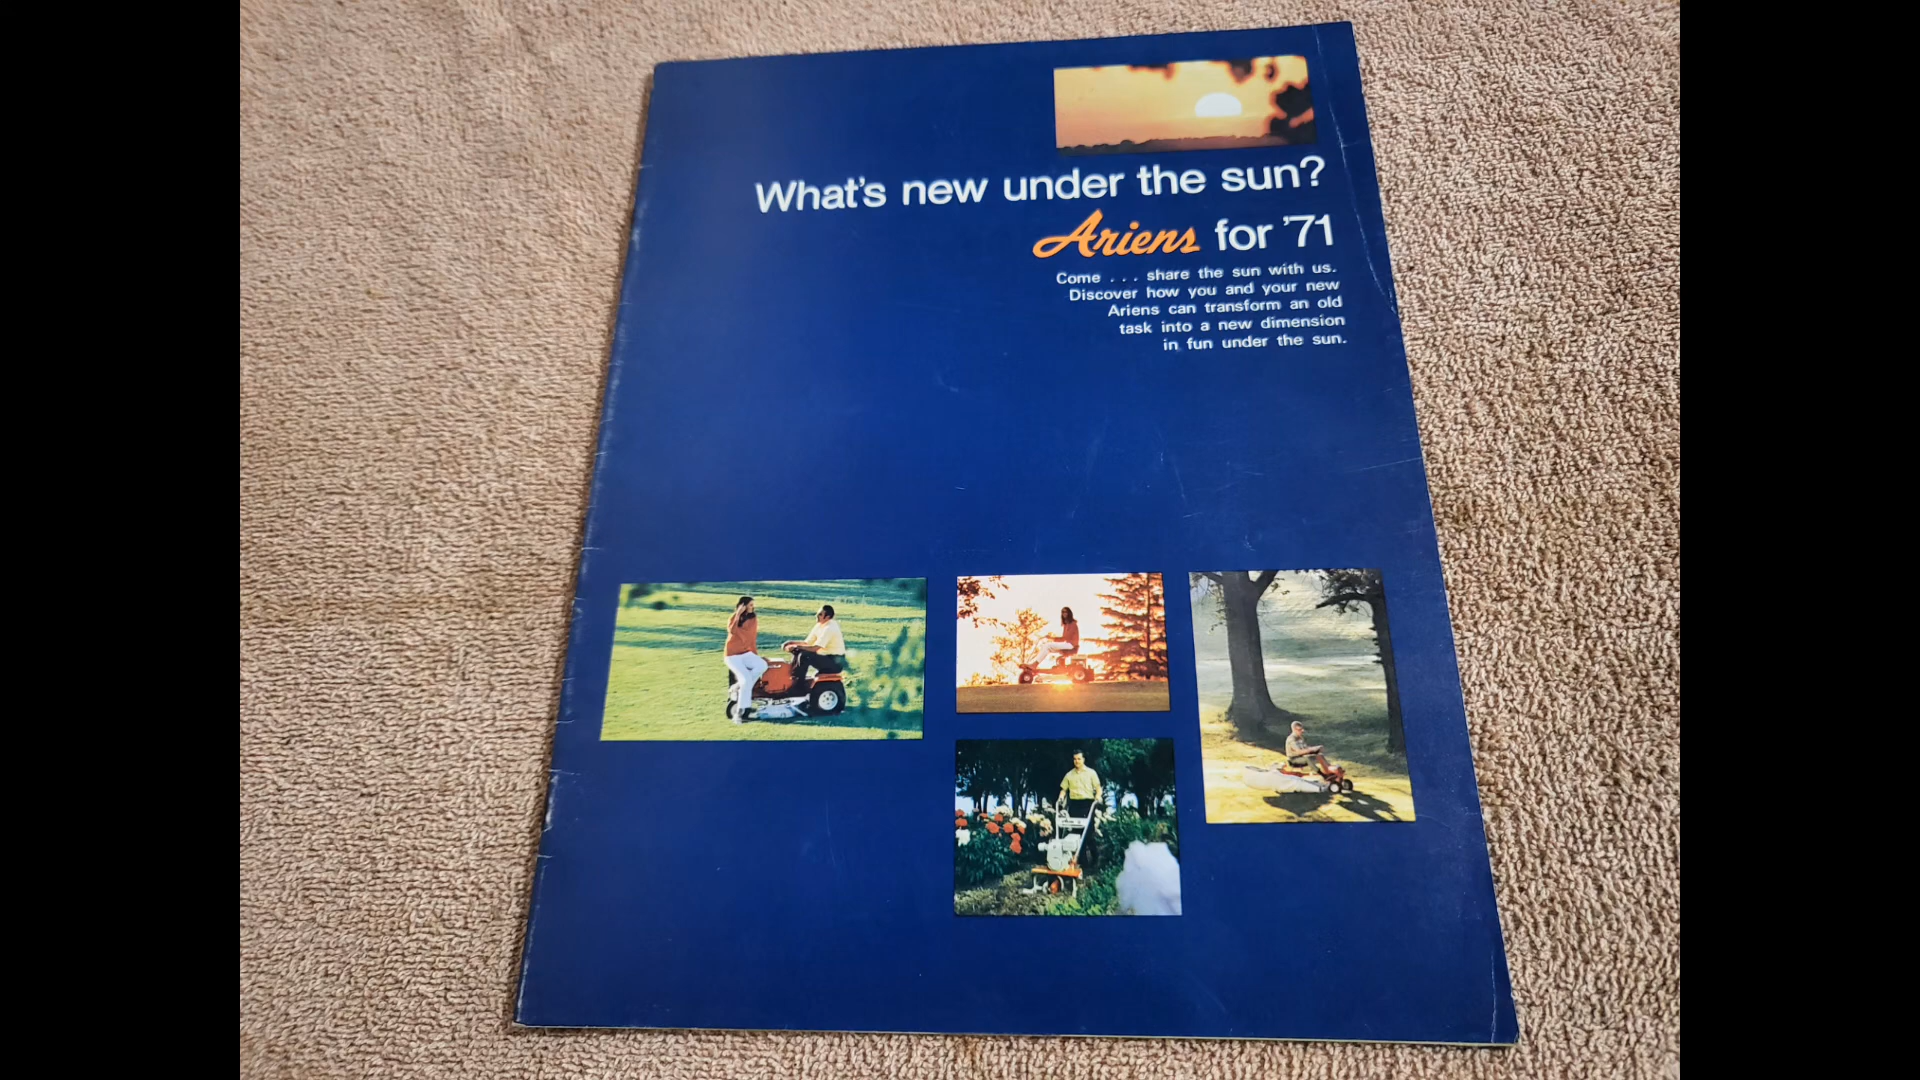 What's new under the sun?
Ariens for '71
Come . . . share the sun with us.
Discover how you and your new
Ariens can transform an old
task into a new dimension
in fun under the sun.